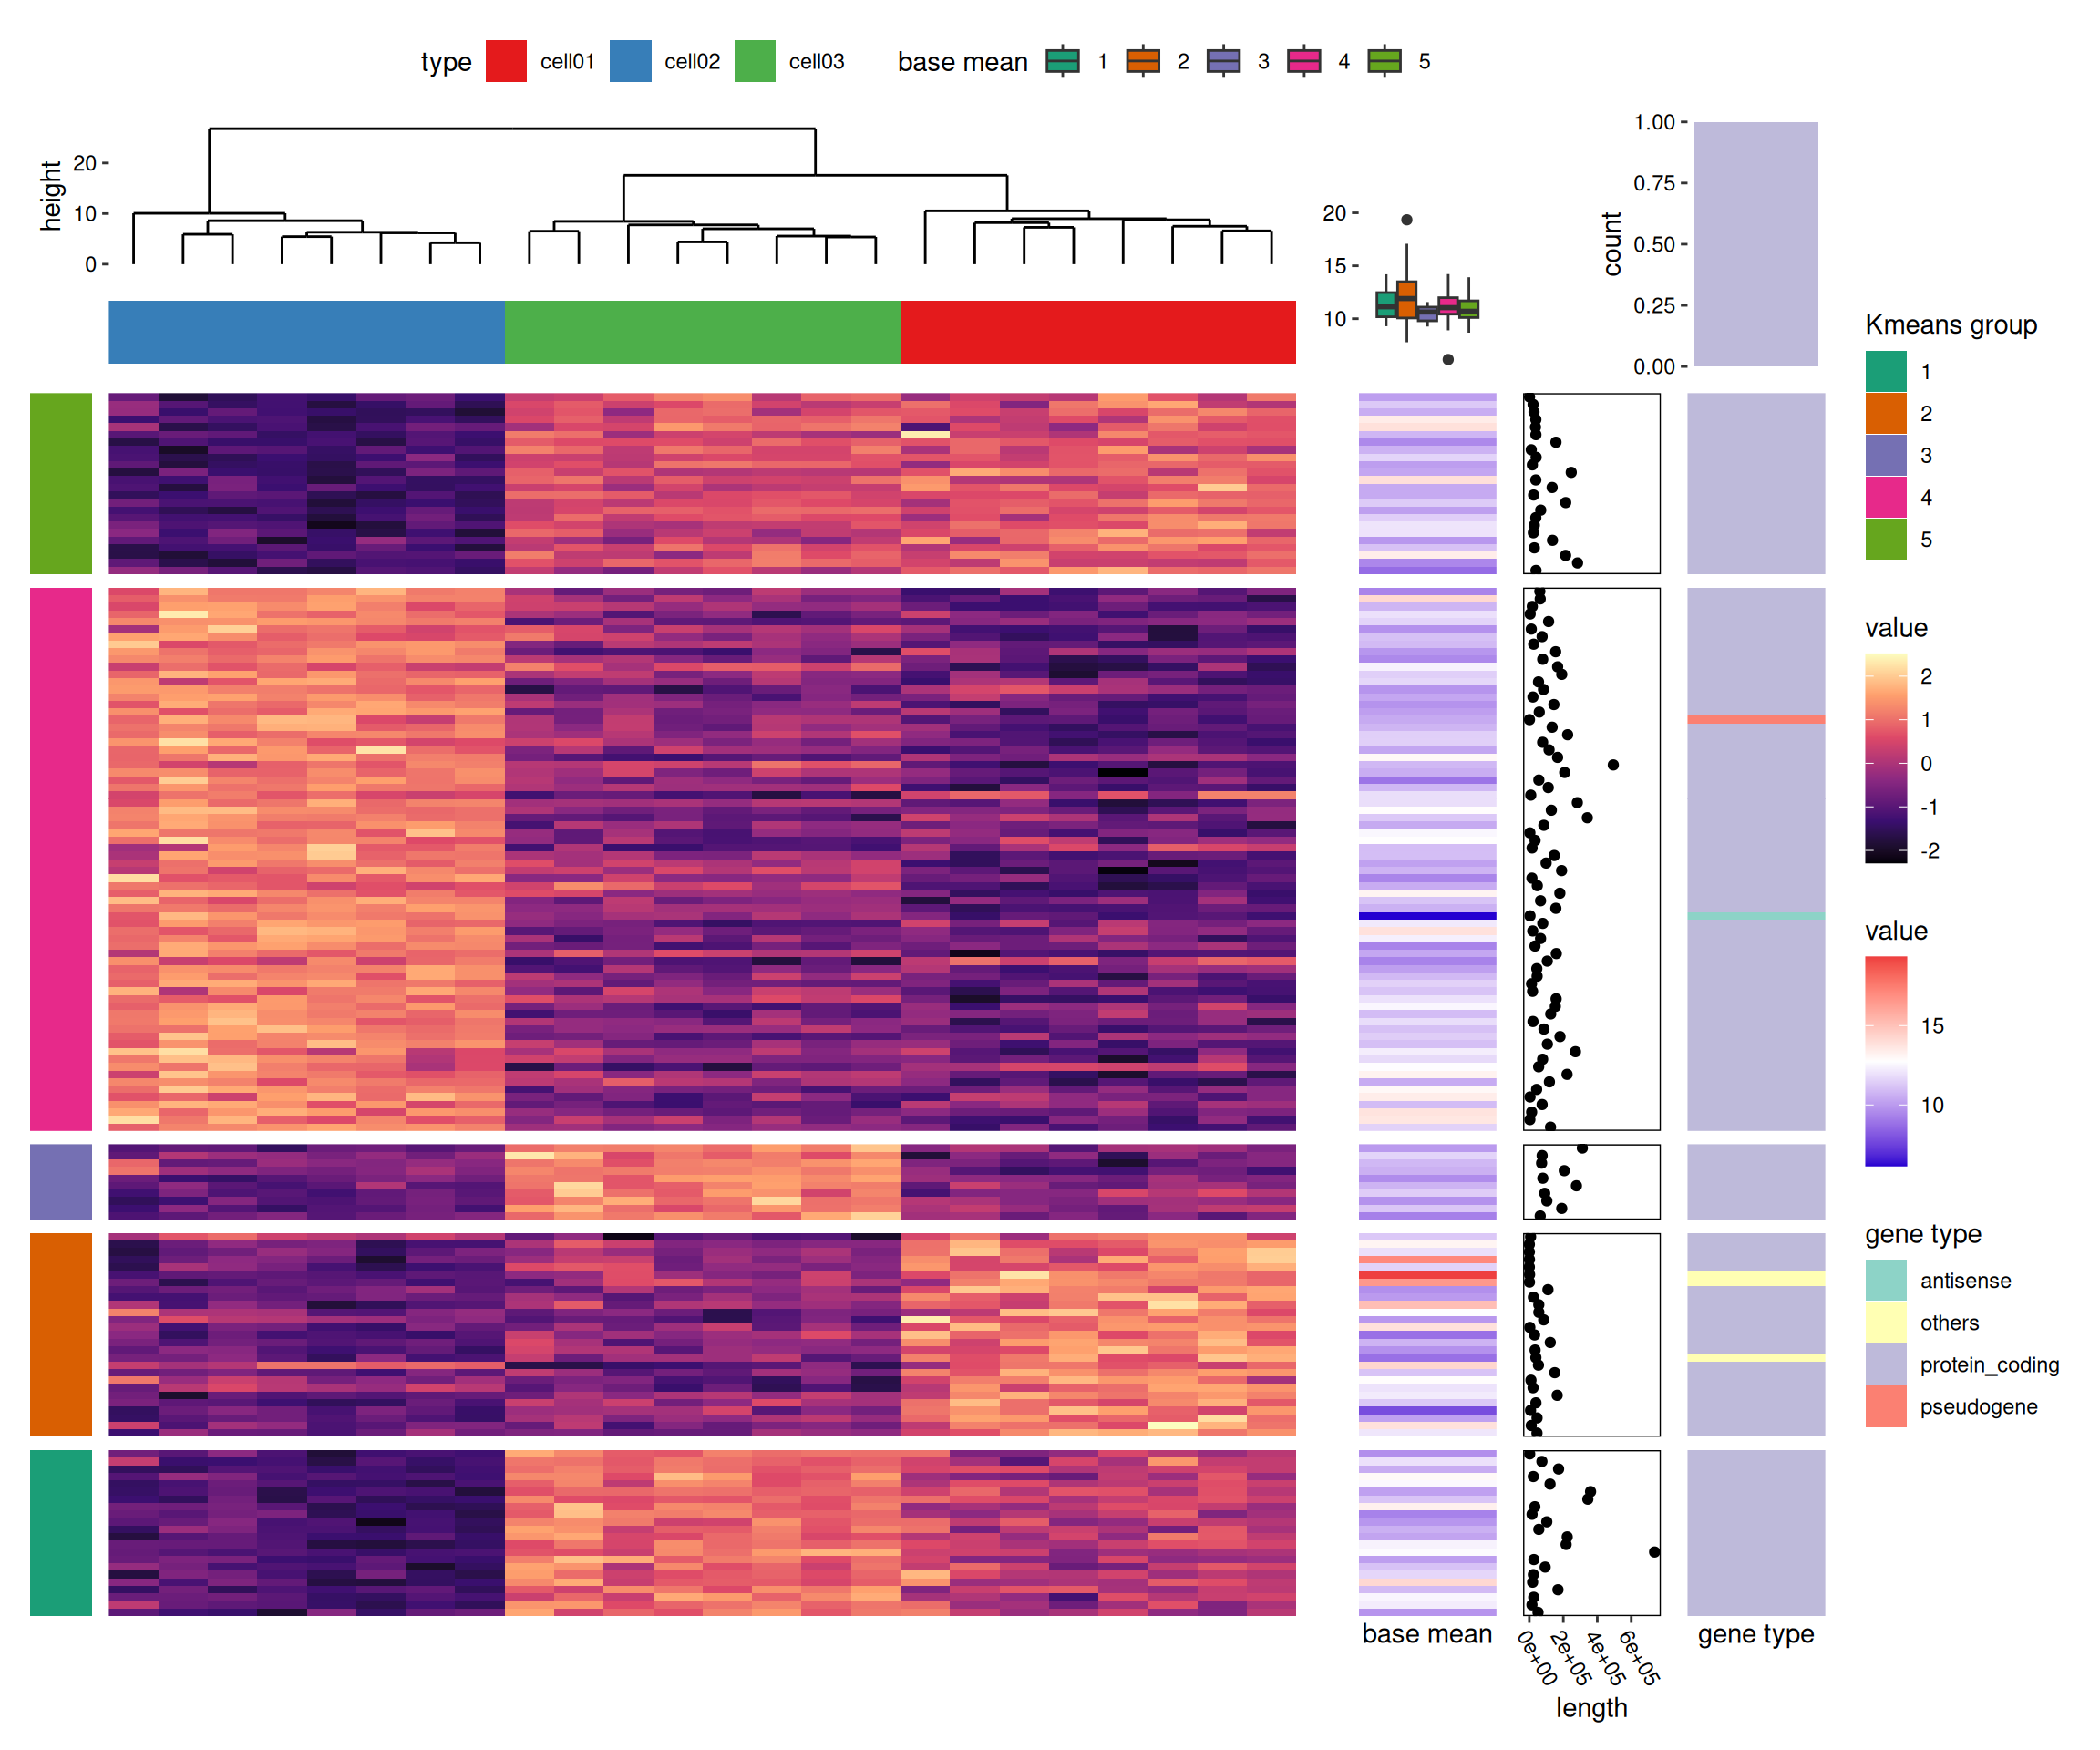 type cell01 cell02 cell03 base mean 1 2 3 4 5
height
20
10
0
20
15
10
count
1.00
0.75
0.50
0.25
0.00
Kmeans group
1
2
3
4
5
value
2
1
0
-1
-2
value
15
10
gene type
antisense
others
protein_coding
pseudogene
base mean
0e+00
2e+05
4e+05
6e+05
length
gene type